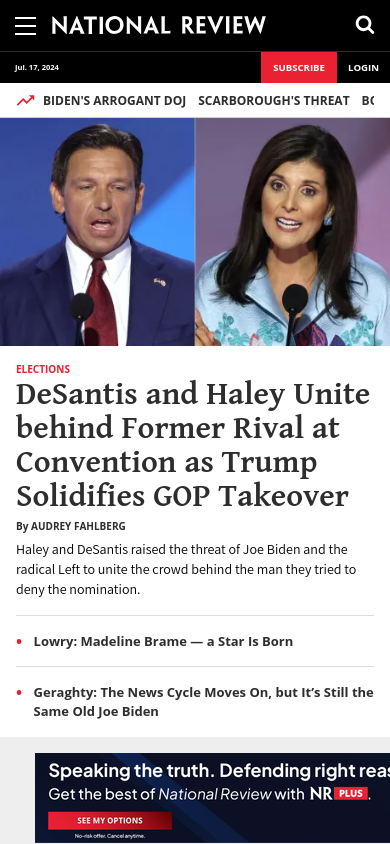 NATIONAL REVIEW
Jul. 17, 2024
SUBSCRIBE
LOGIN
BIDEN'S ARROGANT DOJ SCARBOROUGH'S THREAT
ELECTIONS
DeSantis and Haley Unite
behind Former Rival at
Convention as Trump
Solidifies GOP Takeover
By AUDREY FAHLBERG
Haley and DeSantis raised the threat of Joe Biden and the
radical Left to unite the crowd behind the man they tried to
deny the nomination.
Lowry: Madeline Brame — a Star Is Born
Geraghty: The News Cycle Moves On, but It’s Still the
Same Old Joe Biden
Speaking the truth. Defending right
Get the best of National Review with NR PLUS.
SEE MY OPTIONS
No-risk offer. Cancel anytime.